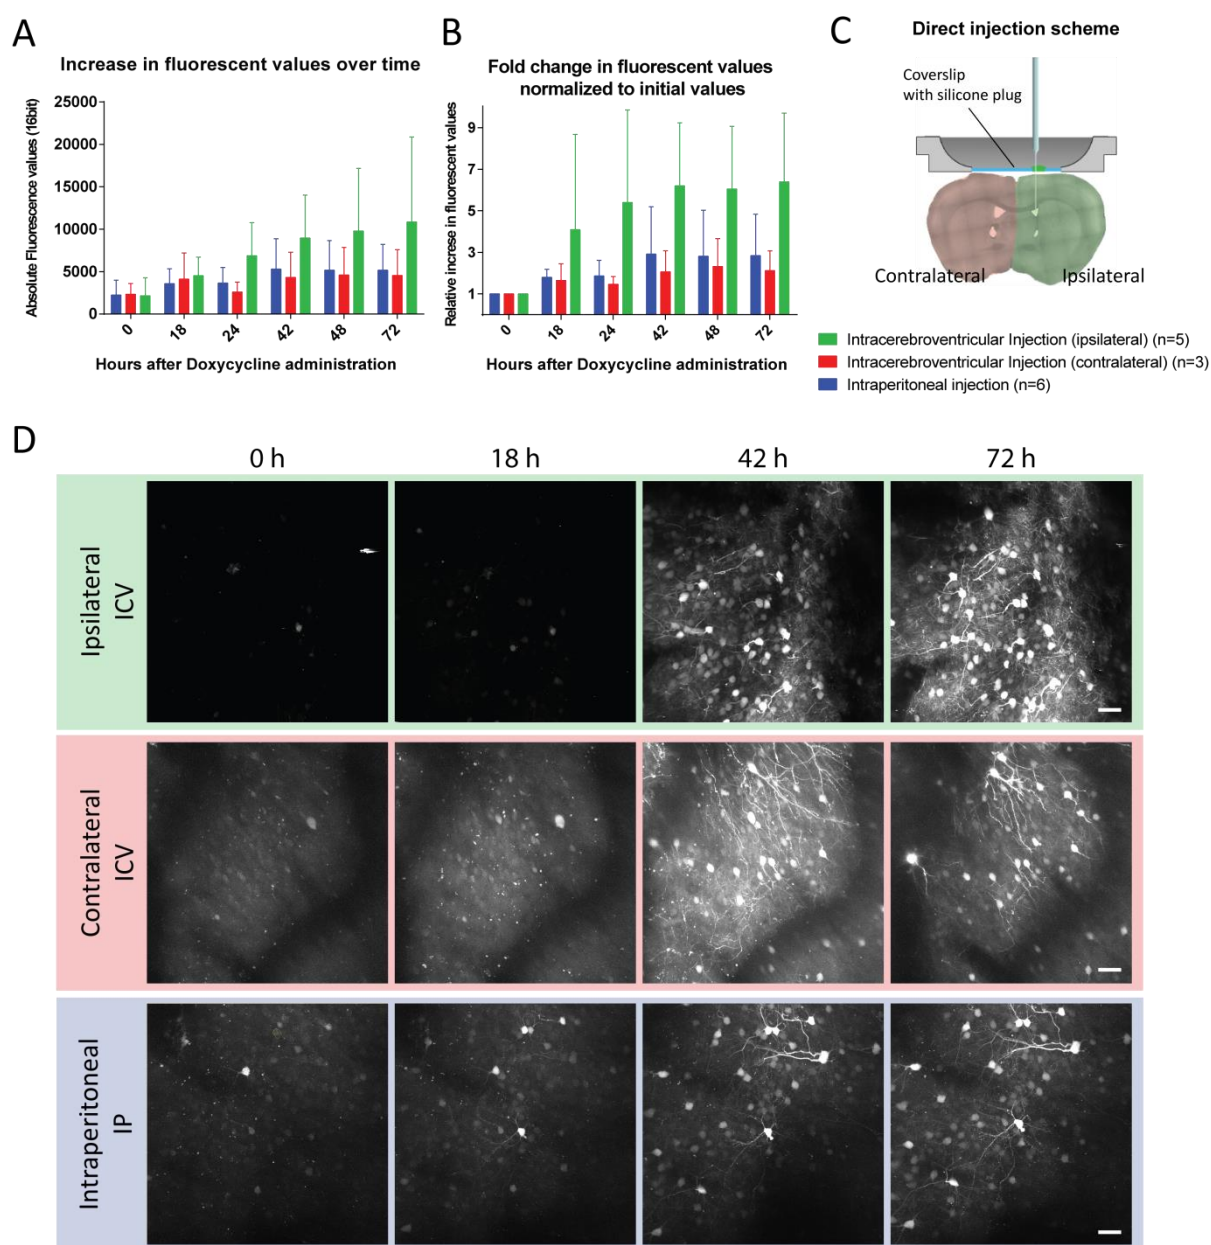 A
Increase in fluorescent values over time
Absolute Fluorescence values (16bit)
25000
20000
15000
10000
5000
0
0
18
24
42
48
72
Hours after Doxycycline administration
B
Fold change in fluorescent values
normalized to initial values
Relative increse in fluorescent values
9
7
5
3
1
0
18
24
42
48
72
Hours after Doxycycline administration
C
Direct injection scheme
Coverslip
with silicone plug
Contralateral
Ipsilateral
Intracerebroventricular Injection (ipsilateral) (n=5)
Intracerebroventricular Injection (contralateral) (n=3)
Intraperitoneal injection (n=6)
D
0 h
18 h
42 h
72 h
Ipsilateral
ICV
Contralateral
ICV
Intraperitoneal
IP